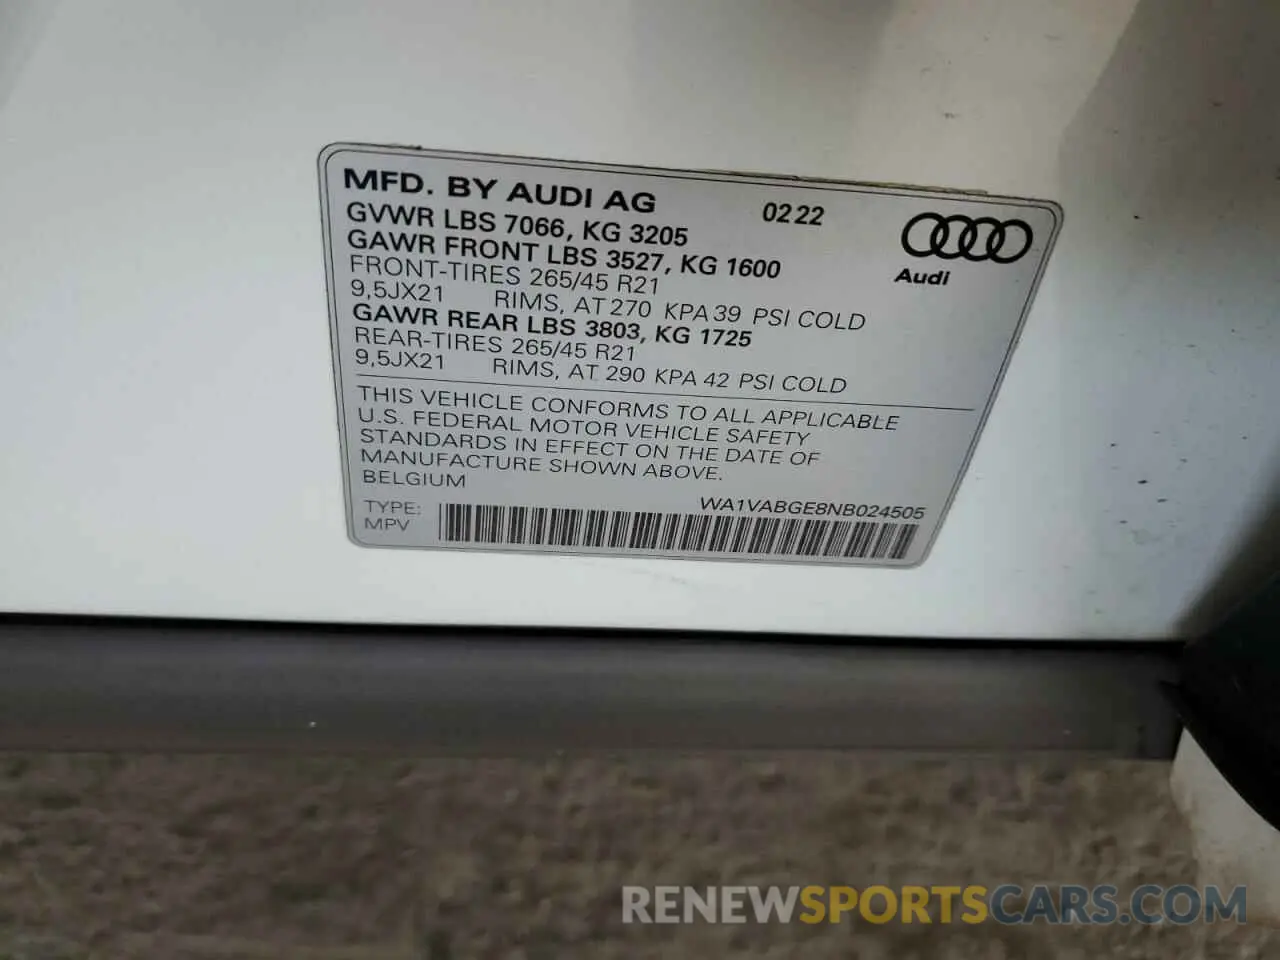 MFD. BY AUDI AG 02 22
GVWR LBS 7066, KG 3205
GAWR FRONT LBS 3527, KG 1600
Audi
FRONT-TIRES 265/45 R21
9,5JX21 RIMS, AT 270 KPA 39 PSI COLD
GAWR REAR LBS 3803, KG 1725
REAR-TIRES 265/45 R21
9,5JX21 RIMS, AT 290 KPA 42 PSI COLD
THIS VEHICLE CONFORMS TO ALL APPLICABLE
U.S. FEDERAL MOTOR VEHICLE SAFETY
STANDARDS IN EFFECT ON THE DATE OF
MANUFACTURE SHOWN ABOVE.
BELGIUM
WA1VABGE8NB024505
TYPE:
MPV
RENEWSPORTSCARS.COM